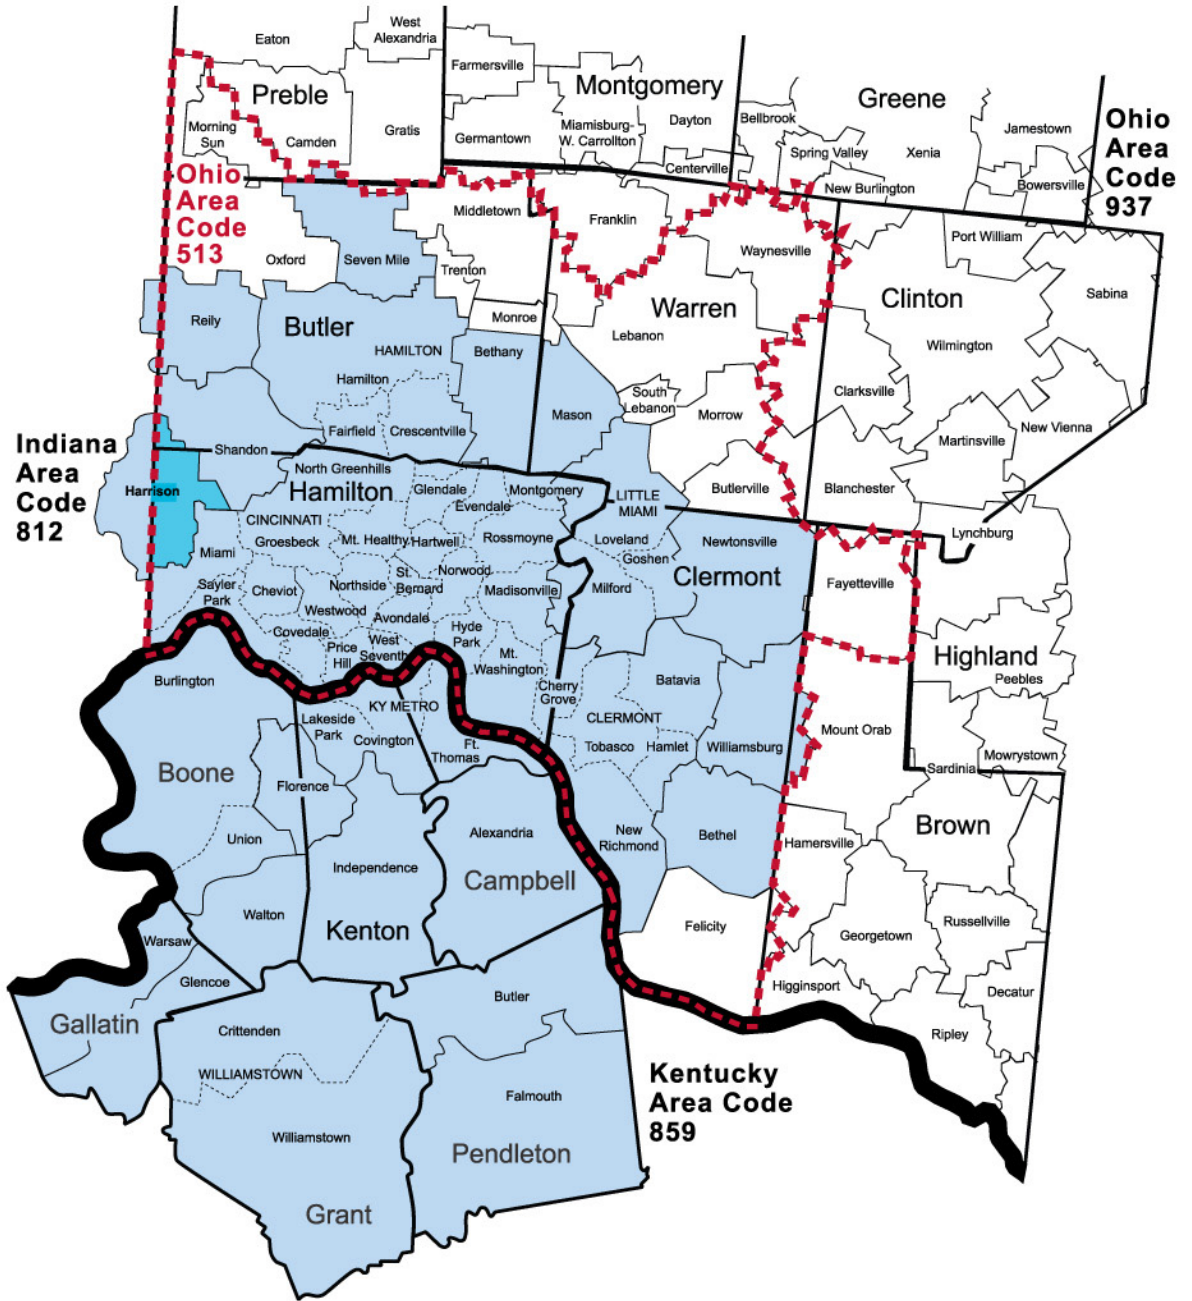 West
Alexandria
Eaton
Farmersville
Montgomery
Greene
Preble
Ohio
Area
Code
937
Morning
Sun
Camden
Gratis
Germantown
Miamisburg-
W. Carrollton
Dayton
Bellbrook
Centerville
Spring Valley
Xenia
Jamestown
Bowersville
New Burlington
Ohio
Area
Code
513
Middletown
Franklin
Waynesville
Port William
Oxford
Seven Mile
Trenton
Sabina
Warren
Clinton
Reily
Butler
Monroe
Lebanon
Wilmington
HAMILTON
Bethany
Hamilton
South
Lebanon
Clarksville
Mason
Morrow
Fairfield
Crescentville
New Vienna
Martinsville
Indiana
Area
Code
812
Shandon
North Greenhills
Harrison
Hamilton
Glendale
Montgomery
Butlerville
Blanchester
LITTLE
MIAMI
Evendale
CINCINNATI
Groesbeck
Mt. Healthy
Hartwell
Rossmoyne
Loveland
Newtonsville
Lynchburg
Miami
Goshen
Clermont
Sayler
Park
Cheviot
Northside
St.
Bernard
Norwood
Madisonville
Milford
Fayetteville
Westwood
Avondale
Covedale
Price
Hill
West
Seventh
Hyde
Park
Mt.
Washington
Highland
Peebles
Burlington
Cherry
Grove
Batavia
Lakeside
Park
KY METRO
CLERMONT
Covington
Ft.
Thomas
Tobasco
Hamlet
Williamsburg
Mount Orab
Mowrystown
Sardinia
Boone
Florence
Union
Alexandria
New
Richmond
Bethel
Hamersville
Brown
Independence
Campbell
Walton
Kenton
Felicity
Georgetown
Russellville
Warsaw
Glencoe
Higginsport
Decatur
Butler
Gallatin
Crittenden
Ripley
WILLIAMSTOWN
Kentucky
Area Code
859
Falmouth
Williamstown
Pendleton
Grant